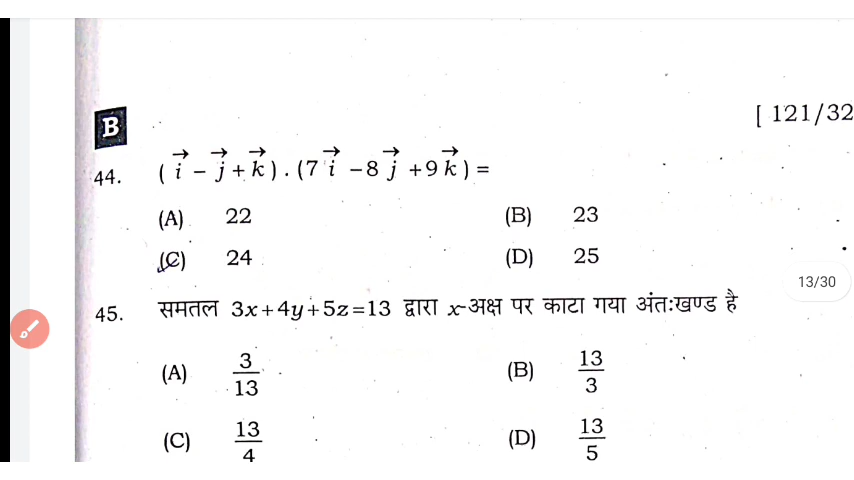 B
[ 121/32
44. ( i⃗ – j⃗ + k⃗ ) . (7 i⃗ – 8 j⃗ + 9 k⃗ ) =
(A) 22 (B) 23
(C) 24 (D) 25
13/30
45. समतल 3x+4y+5z=13 द्वारा x-अक्ष पर काटा गया अंतःखण्ड है
(A) 3/13 (B) 13/3
(C) 13/4 (D) 13/5